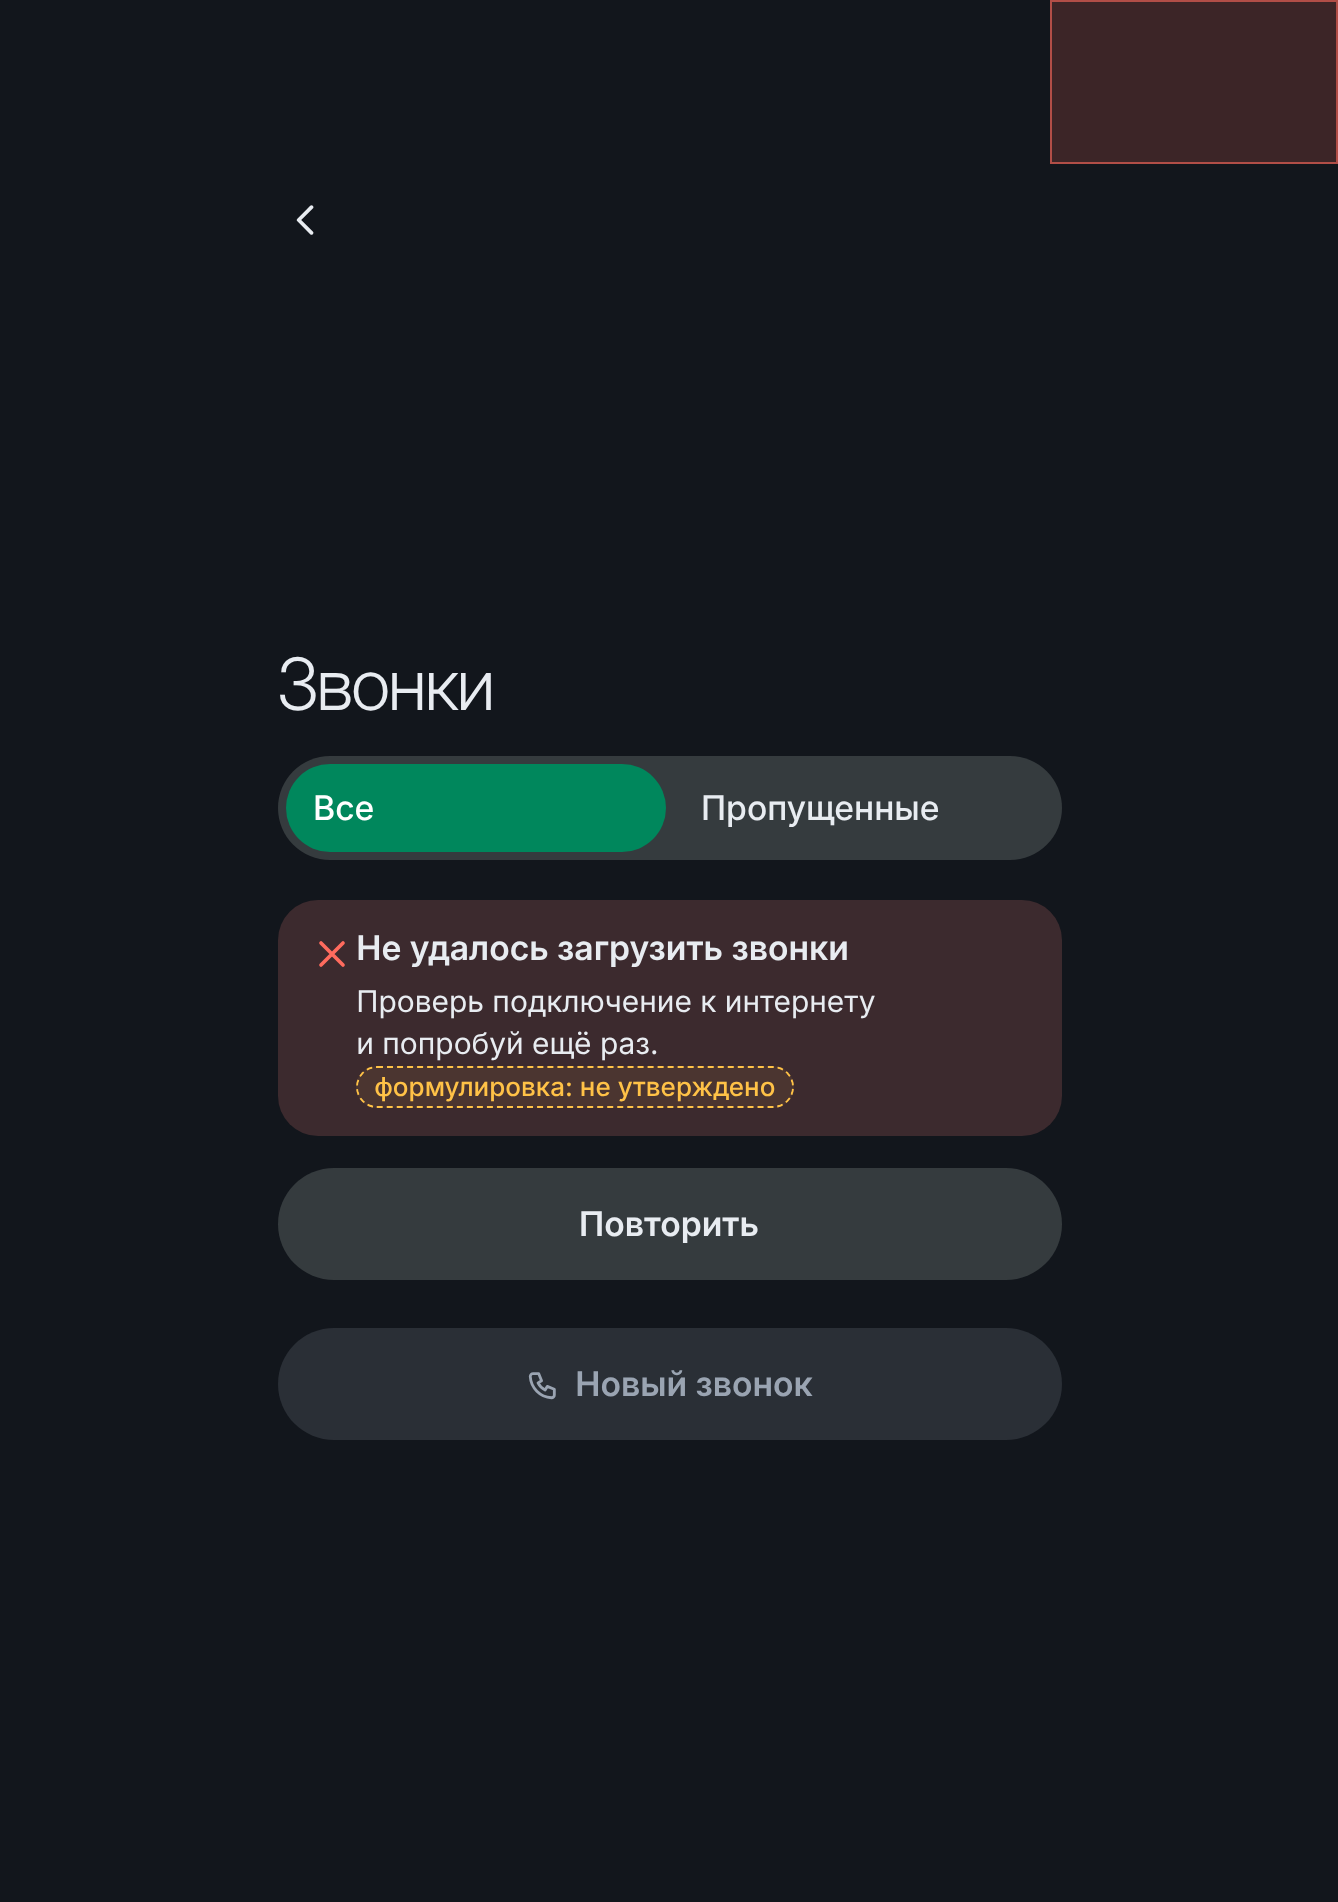 Звонки
Все
Пропущенные
Не удалось загрузить звонки
Проверь подключение к интернету
и попробуй ещё раз.
формулировка: не утверждено
Повторить
Новый звонок